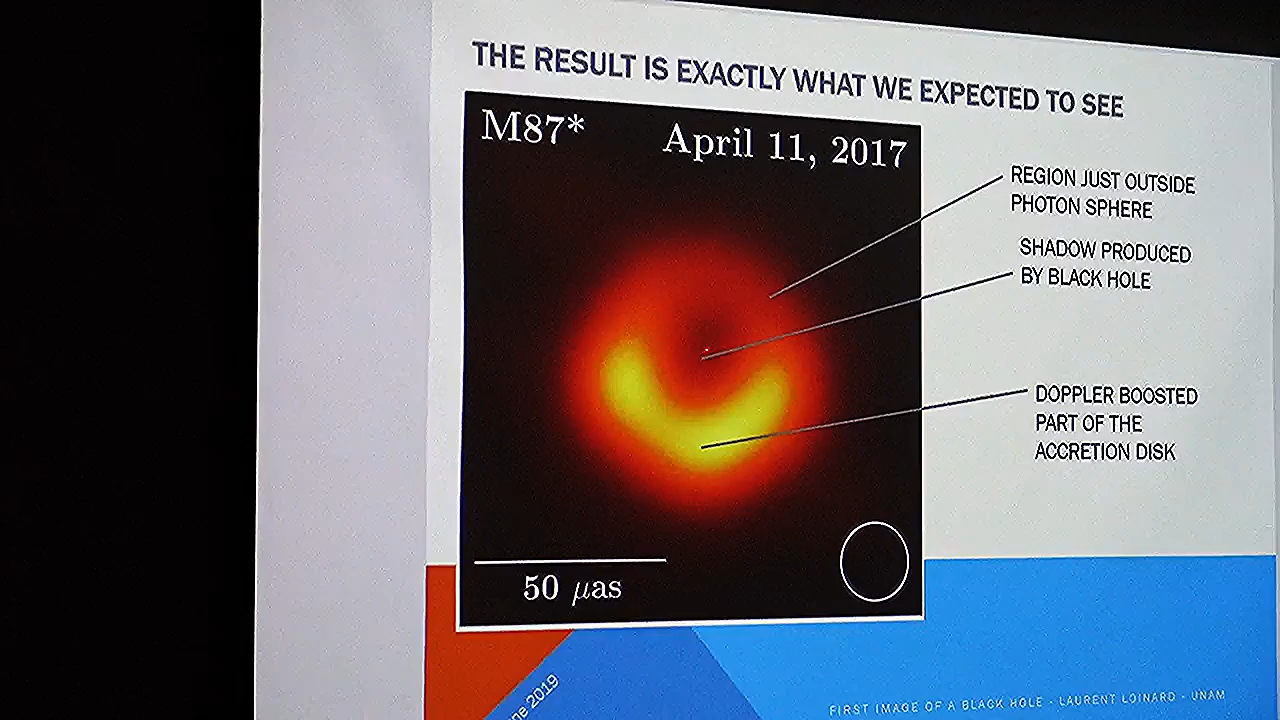 THE RESULT IS EXACTLY WHAT WE EXPECTED TO SEE
M87* April 11, 2017
REGION JUST OUTSIDE
PHOTON SPHERE
SHADOW PRODUCED
BY BLACK HOLE
DOPPLER BOOSTED
PART OF THE
ACCRETION DISK
50 μas
2019
FIRST IMAGE OF A BLACK HOLE - LAURENT LOINARD - UNAM